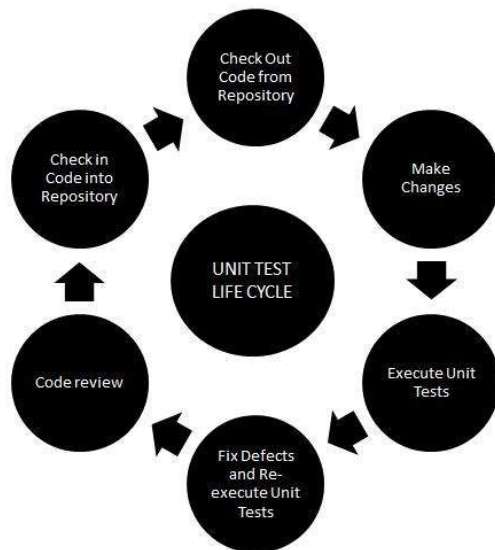 Check Out
Code from
Repository
Make
Changes
Execute Unit
Tests
Fix Defects
and Re-
execute Unit
Tests
Code review
Check in
Code into
Repository
UNIT TEST
LIFE CYCLE